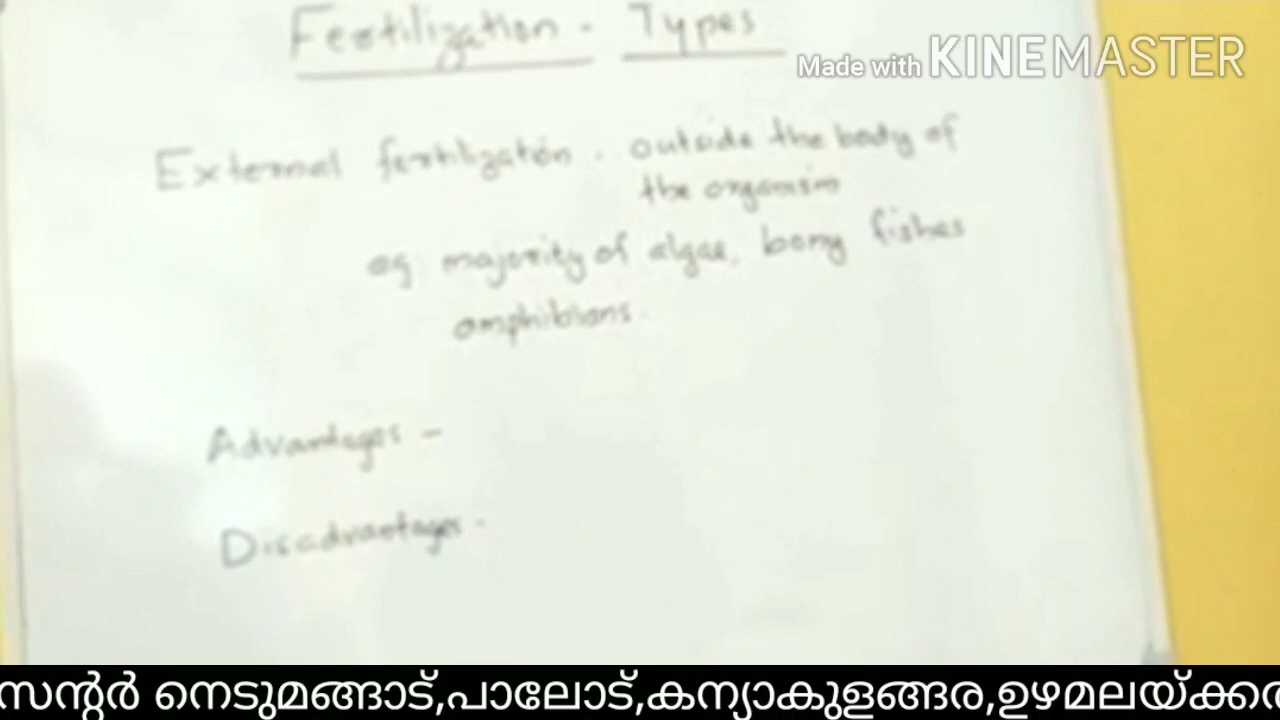 Fertilization - Types
Made with KINEMASTER
External fertilization - outside the body of
the organism
eg: majority of algae, bony fishes
amphibians.
Advantages -
Disadvantages -
സന്റർ നെടുമങ്ങാട്,പാലോട്,കന്യാകുളങ്ങര,ഉഴമലയ്ക്കൽ